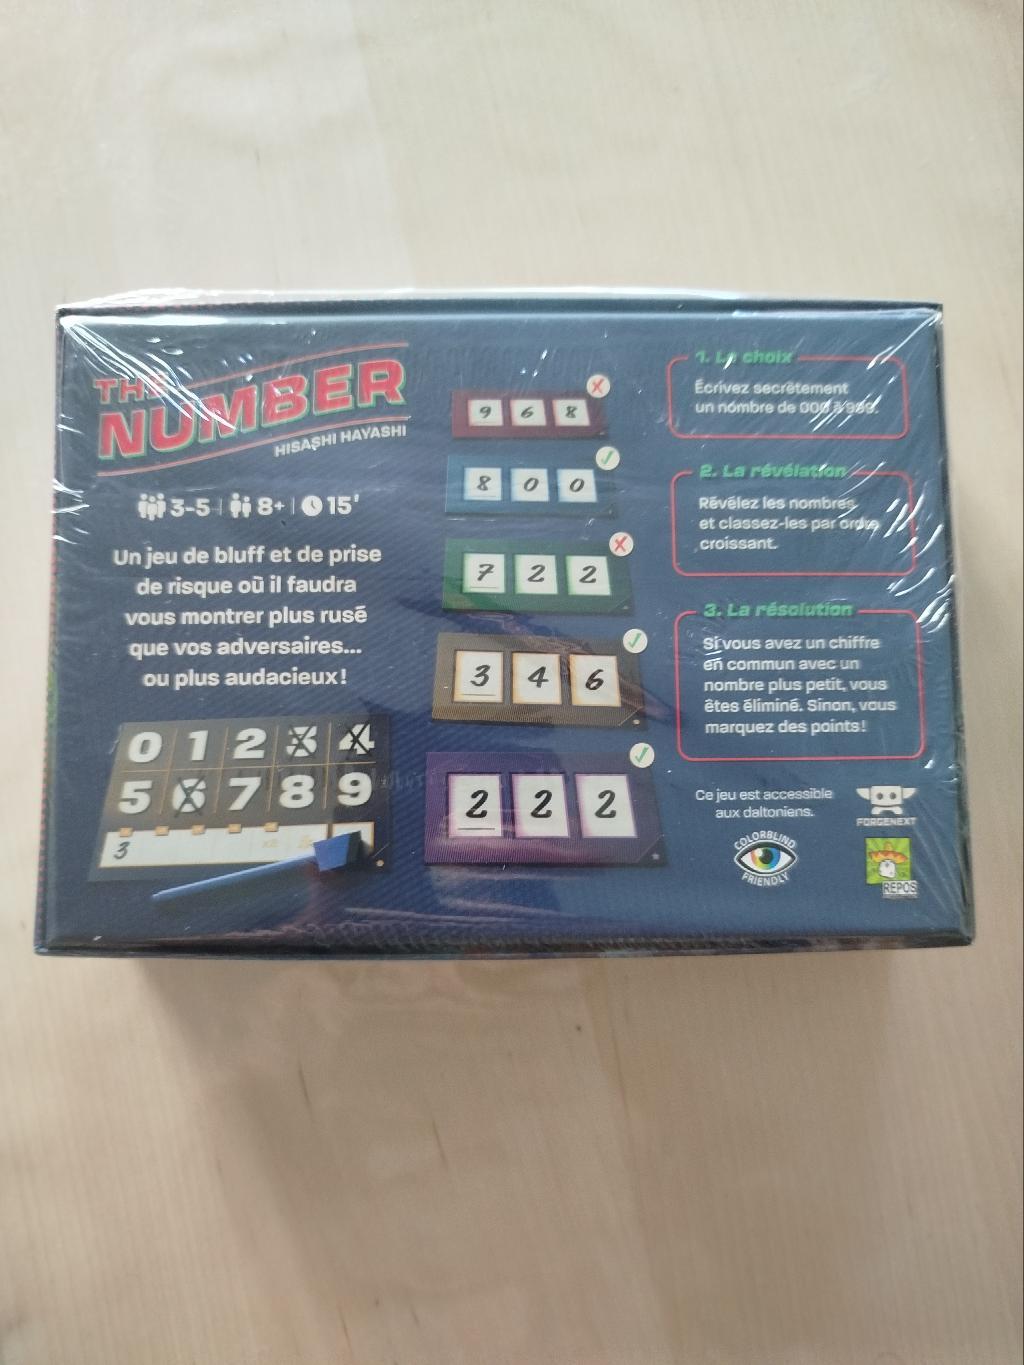 THE
NUMBER
HISASHI HAYASHI
3-5 | 8+ | 15'
Un jeu de bluff et de prise
de risque où il faudra
vous montrer plus rusé
que vos adversaires...
ou plus audacieux !
0 1 2 3 4
5 6 7 8 9
3 x2
9 6 8
8 0 0
7 2 2
3 4 6
2 2 2
1. Le choix
Écrivez secrètement
un nombre de 000 à 999.
2. La révélation
Révélez les nombres
et classez-les par ordre
croissant.
3. La résolution
Si vous avez un chiffre
en commun avec un
nombre plus petit, vous
êtes éliminé. Sinon, vous
marquez des points !
Ce jeu est accessible
aux daltoniens.
COLORBLIND
FRIENDLY
FORGENEXT
REPOS